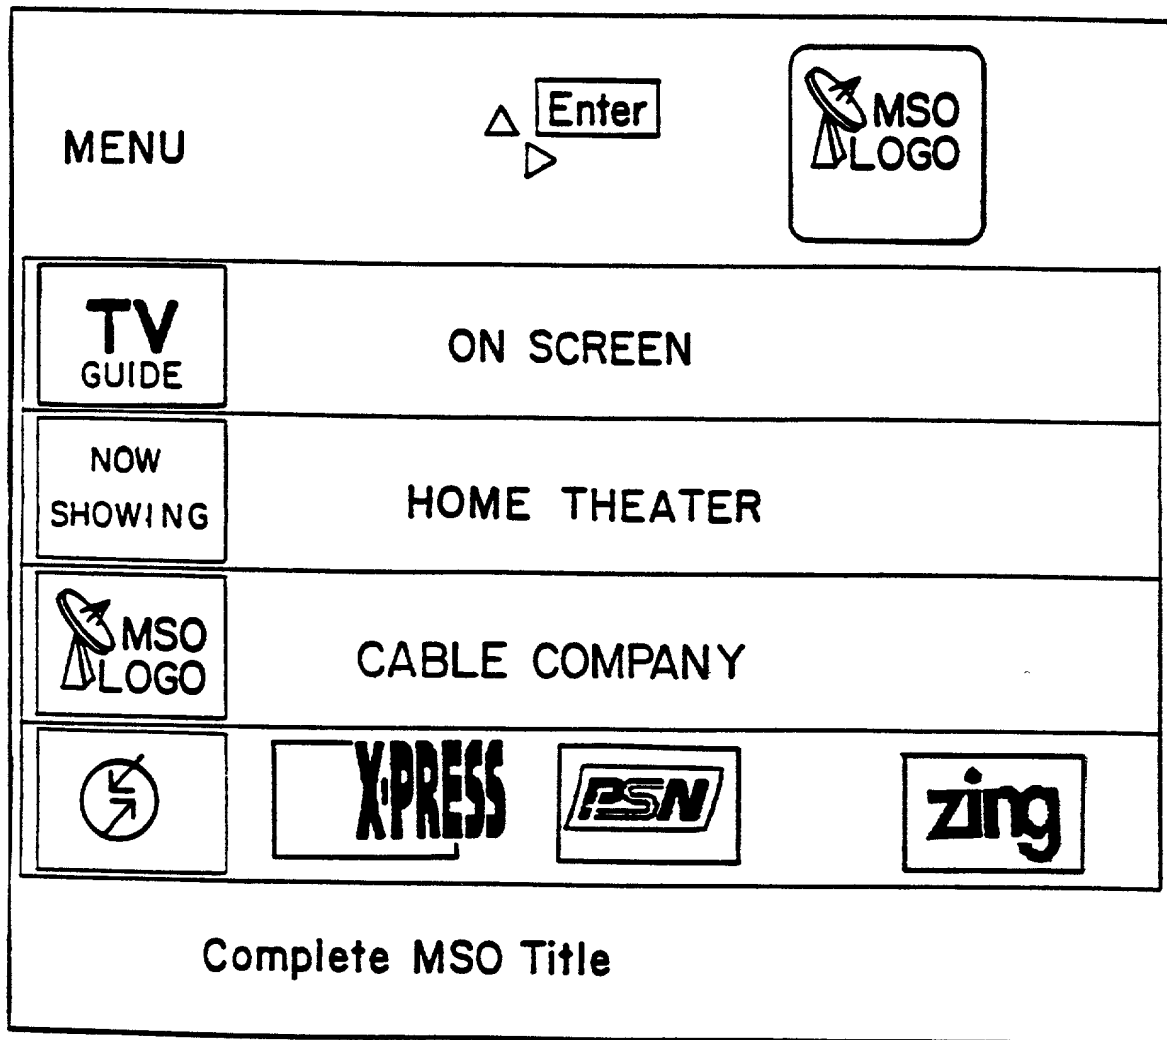 MENU
Enter
MSO
LOGO
TV
GUIDE
ON SCREEN
NOW
SHOWING
HOME THEATER
MSO
LOGO
CABLE COMPANY
X·PRESS
PSN
zing
Complete MSO Title